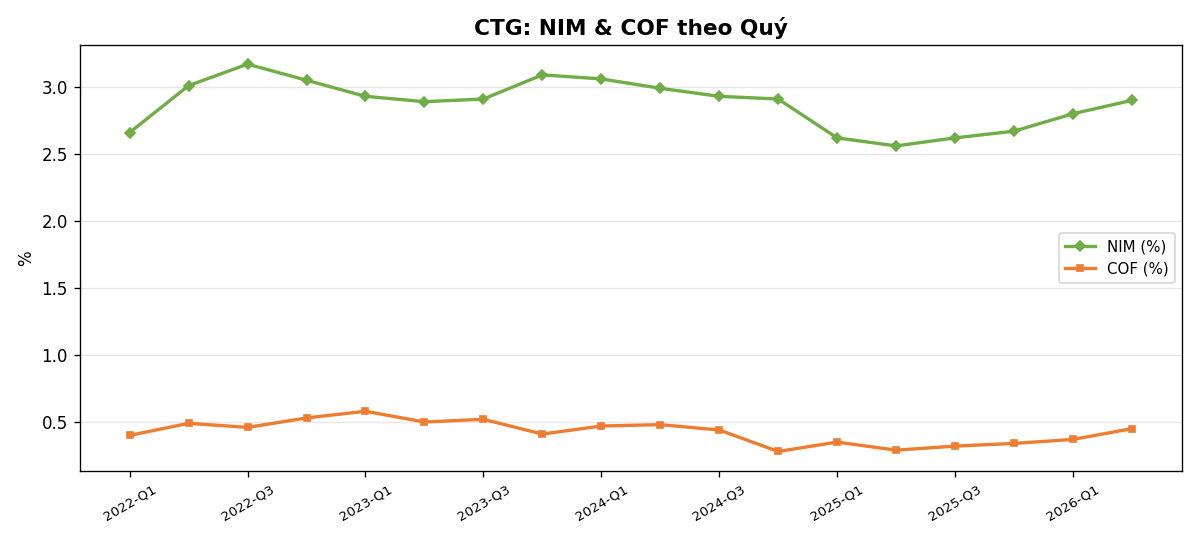 CTG: NIM & COF theo Quý
%
3.0
2.5
2.0
1.5
1.0
0.5
NIM (%)
COF (%)
2022-Q1
2022-Q3
2023-Q1
2023-Q3
2024-Q1
2024-Q3
2025-Q1
2025-Q3
2026-Q1